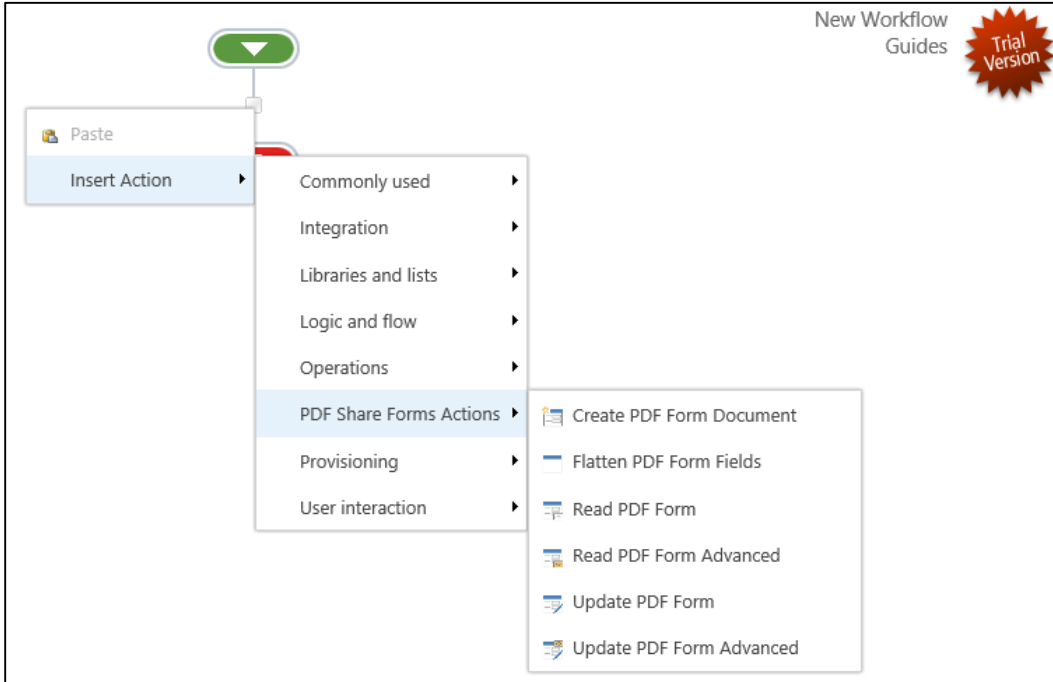 New Workflow
Guides
Trial
Version
Paste
Insert Action
Commonly used
Integration
Libraries and lists
Logic and flow
Operations
PDF Share Forms Actions
Provisioning
User interaction
Create PDF Form Document
Flatten PDF Form Fields
Read PDF Form
Read PDF Form Advanced
Update PDF Form
Update PDF Form Advanced